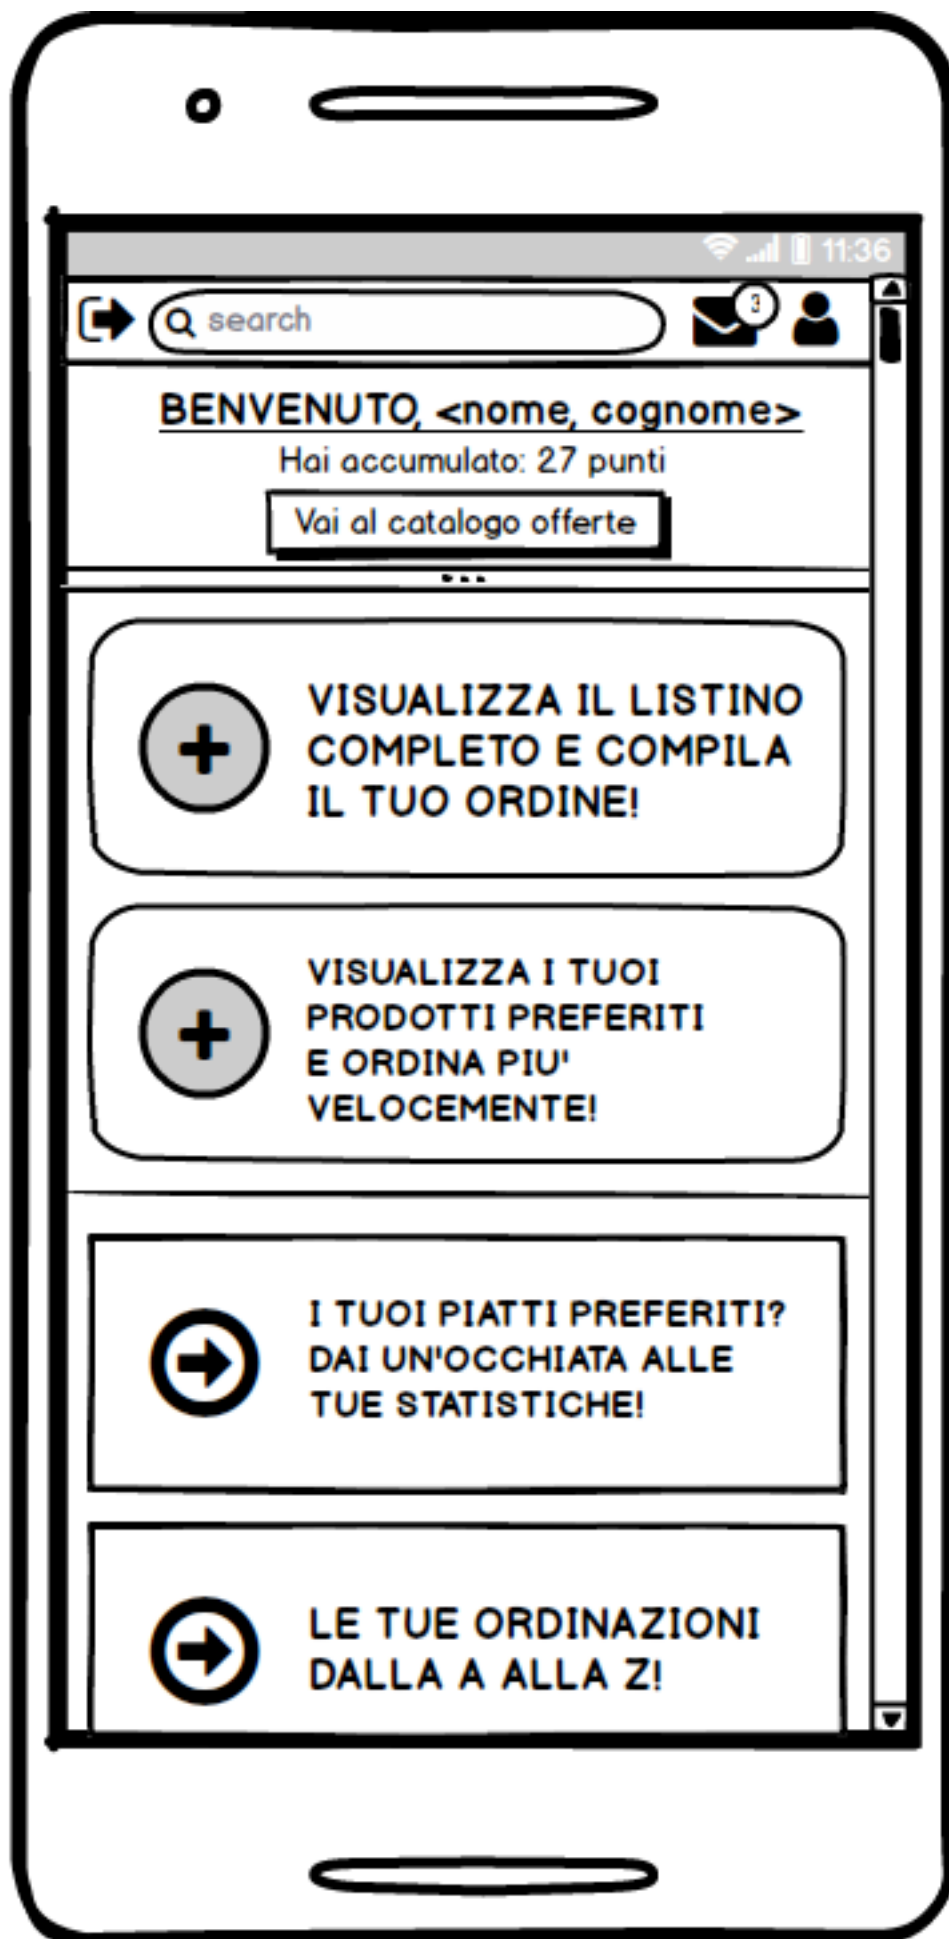 11:36
search
3
BENVENUTO, <nome, cognome>
Hai accumulato: 27 punti
Vai al catalogo offerte
VISUALIZZA IL LISTINO
COMPLETO E COMPILA
IL TUO ORDINE!
VISUALIZZA I TUOI
PRODOTTI PREFERITI
E ORDINA PIU'
VELOCEMENTE!
I TUOI PIATTI PREFERITI?
DAI UN'OCCHIATA ALLE
TUE STATISTICHE!
LE TUE ORDINAZIONI
DALLA A ALLA Z!